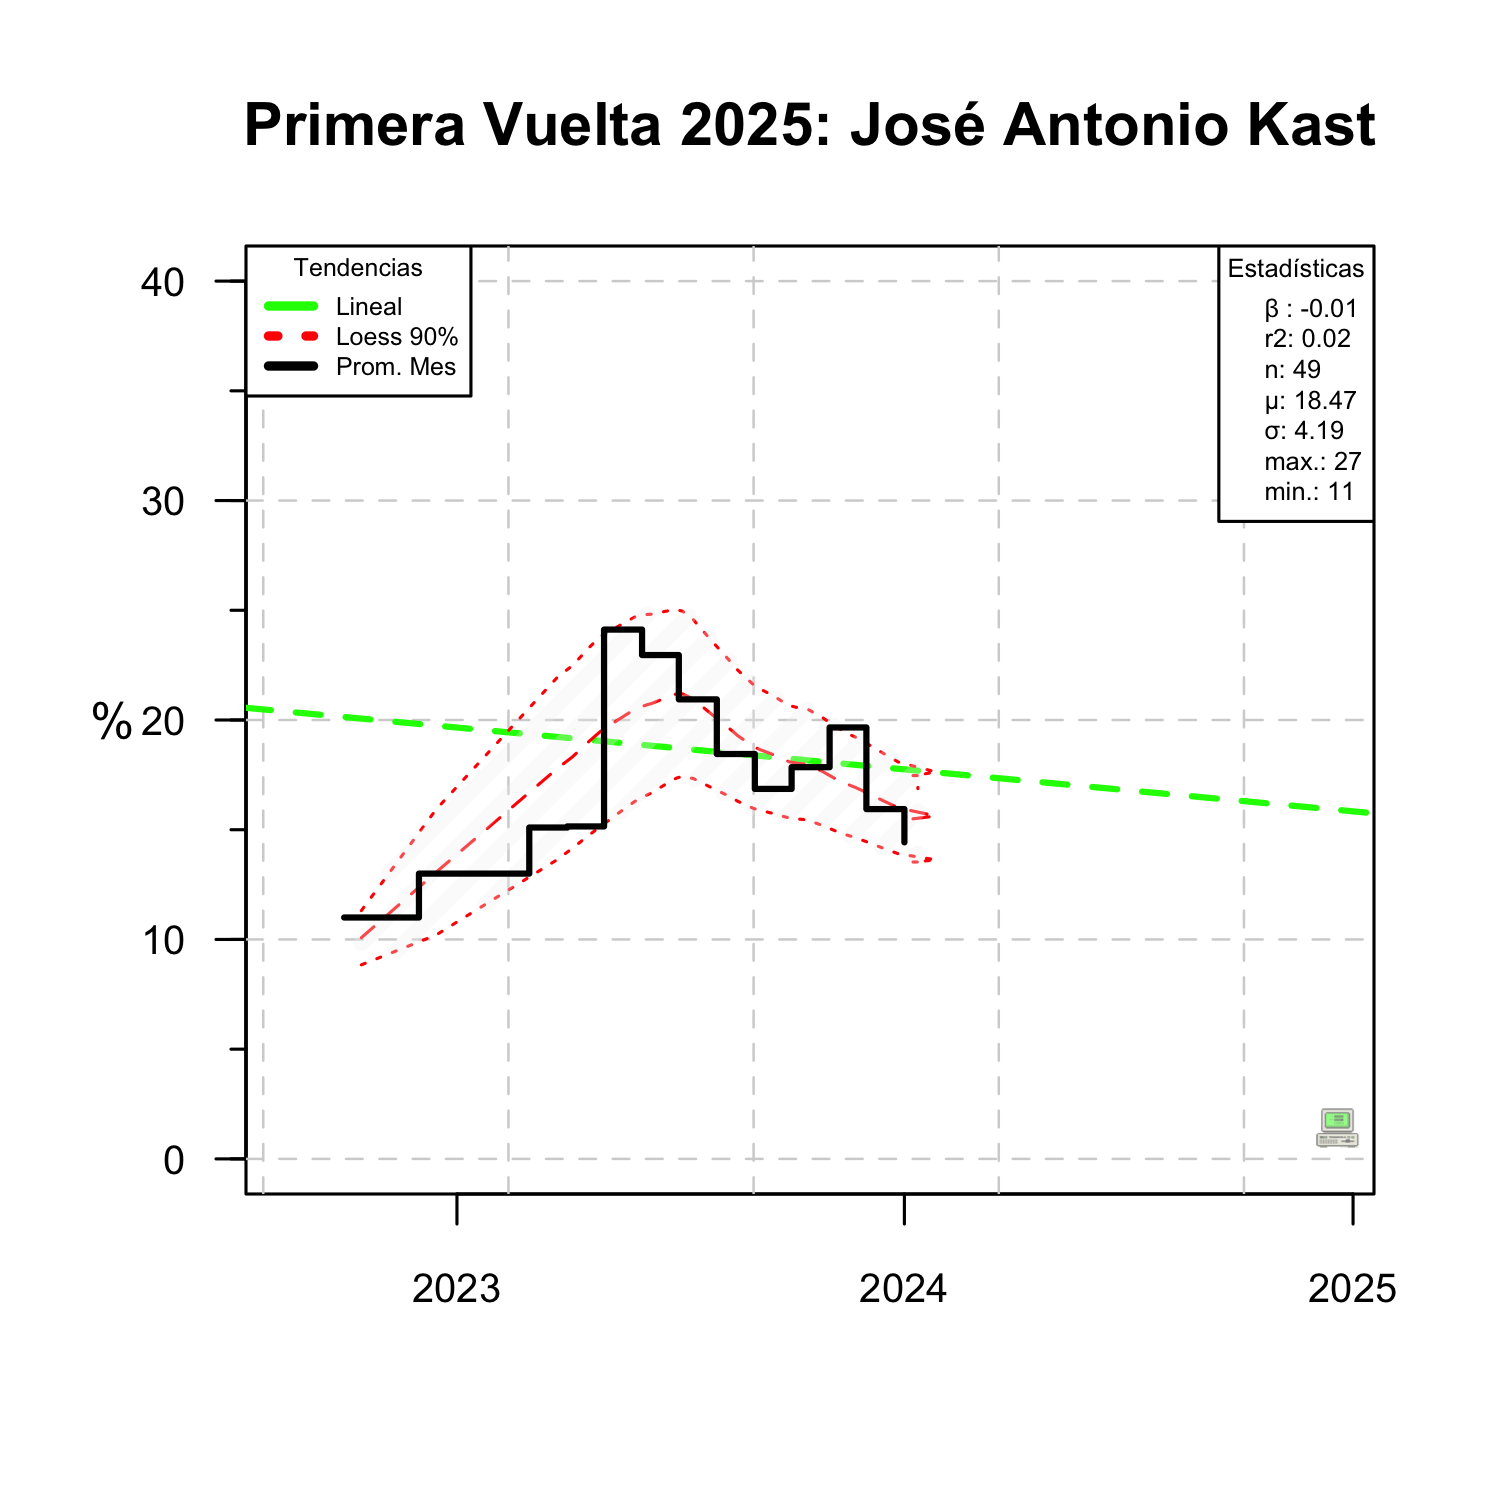 Primera Vuelta 2025: José Antonio Kast
Tendencias
Lineal
Loess 90%
Prom. Mes
Estadísticas
β : -0.01
r2: 0.02
n: 49
μ: 18.47
σ: 4.19
max.: 27
min.: 11
40
30
% 20
10
0
2023
2024
2025